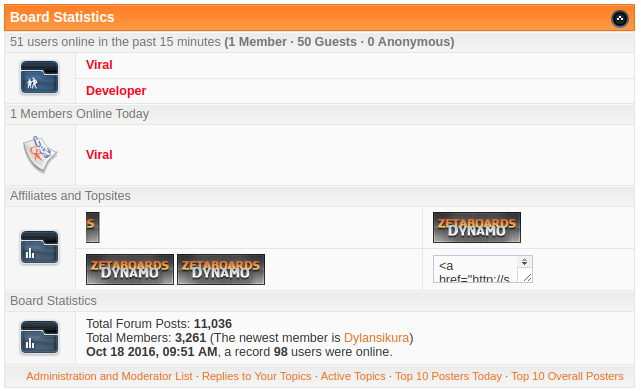 Board Statistics
51 users online in the past 15 minutes (1 Member · 50 Guests · 0 Anonymous)
Viral
Developer
1 Members Online Today
Viral
Affiliates and Topsites
S
ZETABOARDS
DYNAMO
ZETABOARDS
DYNAMO
ZETABOARDS
DYNAMO
<a
href="http://s
Board Statistics
Total Forum Posts: 11,036
Total Members: 3,261 (The newest member is Dylansikura)
Oct 18 2016, 09:51 AM, a record 98 users were online.
Administration and Moderator List · Replies to Your Topics · Active Topics · Top 10 Posters Today · Top 10 Overall Posters